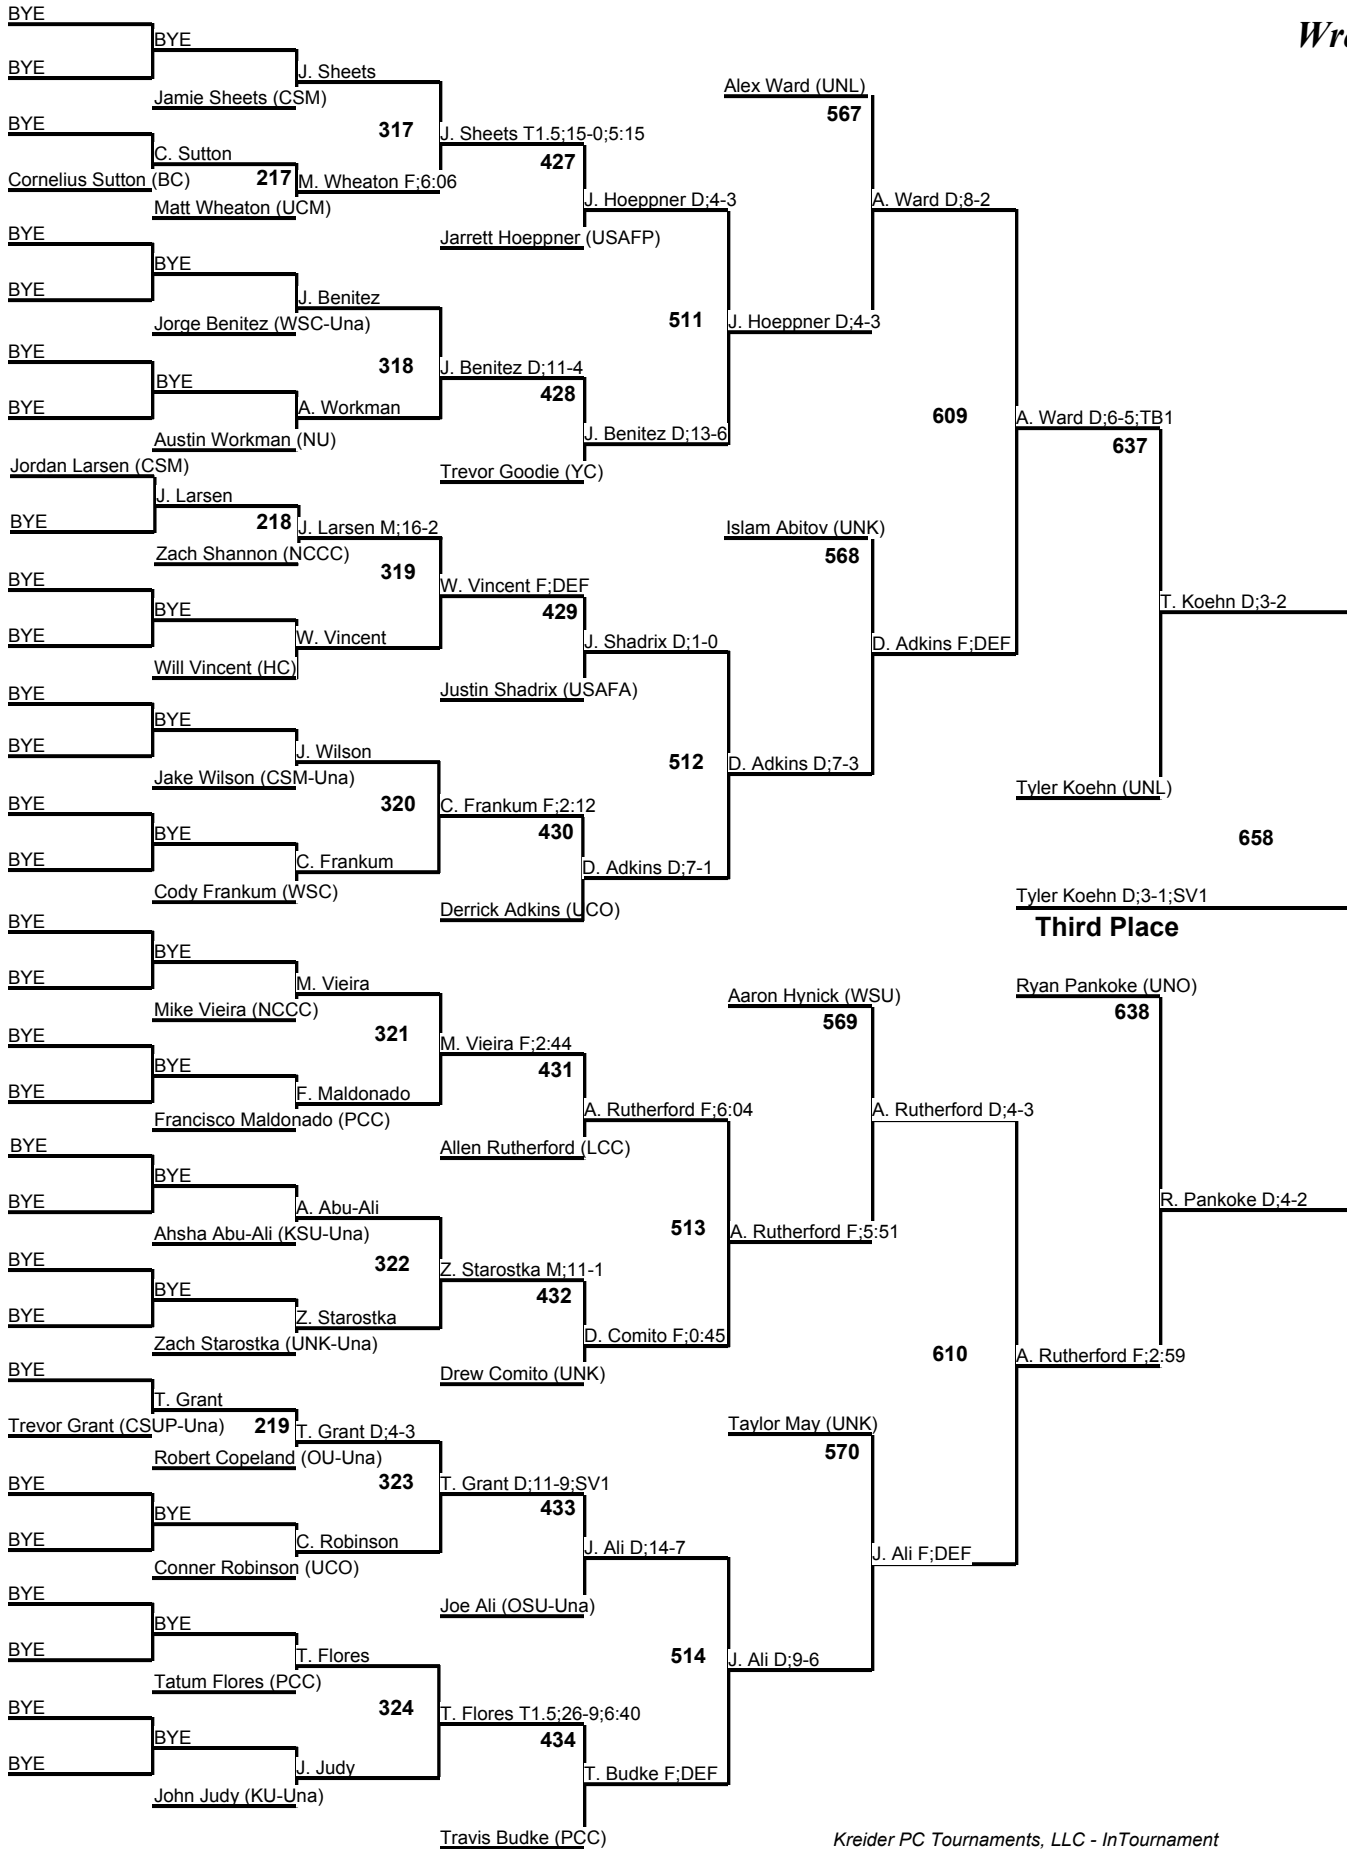 BYE
Wre
BYE
BYE
J. Sheets
Alex Ward (UNL)
Jamie Sheets (CSM)
567
BYE
317
J. Sheets T1.5;15-0;5:15
C. Sutton
427
Cornelius Sutton (BC)
217
M. Wheaton F;6:06
J. Hoeppner D;4-3
A. Ward D;8-2
Matt Wheaton (UCM)
BYE
Jarrett Hoeppner (USAFP)
BYE
BYE
J. Benitez
511
J. Hoeppner D;4-3
Jorge Benitez (WSC-Una)
BYE
318
J. Benitez D;11-4
BYE
428
BYE
A. Workman
609
A. Ward D;6-5;TB1
Austin Workman (NU)
J. Benitez D;13-6
637
Jordan Larsen (CSM)
Trevor Goodie (YC)
J. Larsen
BYE
218
J. Larsen M;16-2
Islam Abitov (UNK)
Zach Shannon (NCCC)
568
319
BYE
W. Vincent F;DEF
BYE
429
T. Koehn D;3-2
BYE
W. Vincent
J. Shadrix D;1-0
D. Adkins F;DEF
Will Vincent (HC)
BYE
Justin Shadrix (USAFA)
BYE
BYE
J. Wilson
512
D. Adkins D;7-3
Jake Wilson (CSM-Una)
Tyler Koehn (UNL)
BYE
320
C. Frankum F;2:12
BYE
430
658
BYE
C. Frankum
D. Adkins D;7-1
Cody Frankum (WSC)
Tyler Koehn D;3-1;SV1
BYE
Derrick Adkins (UCO)
Third Place
BYE
BYE
M. Vieira
Ryan Pankoke (UNO)
Mike Vieira (NCCC)
Aaron Hynick (WSU)
638
BYE
321
569
M. Vieira F;2:44
BYE
431
BYE
F. Maldonado
A. Rutherford F;6:04
A. Rutherford D;4-3
Francisco Maldonado (PCC)
BYE
Allen Rutherford (LCC)
BYE
BYE
A. Abu-Ali
R. Pankoke D;4-2
Ahsha Abu-Ali (KSU-Una)
513
A. Rutherford F;5:51
BYE
322
Z. Starostka M;11-1
BYE
432
BYE
Z. Starostka
D. Comito F;0:45
Zach Starostka (UNK-Una)
610
A. Rutherford F;2:59
BYE
Drew Comito (UNK)
T. Grant
Trevor Grant (CSUP-Una)
219
T. Grant D;4-3
Taylor May (UNK)
Robert Copeland (OU-Una)
570
BYE
323
T. Grant D;11-9;SV1
BYE
433
BYE
C. Robinson
J. Ali D;14-7
J. Ali F;DEF
Conner Robinson (UCO)
BYE
Joe Ali (OSU-Una)
BYE
BYE
T. Flores
514
J. Ali D;9-6
Tatum Flores (PCC)
BYE
324
T. Flores T1.5;26-9;6:40
BYE
434
BYE
J. Judy
T. Budke F;DEF
John Judy (KU-Una)
Travis Budke (PCC)
Kreider PC Tournaments, LLC - InTournament